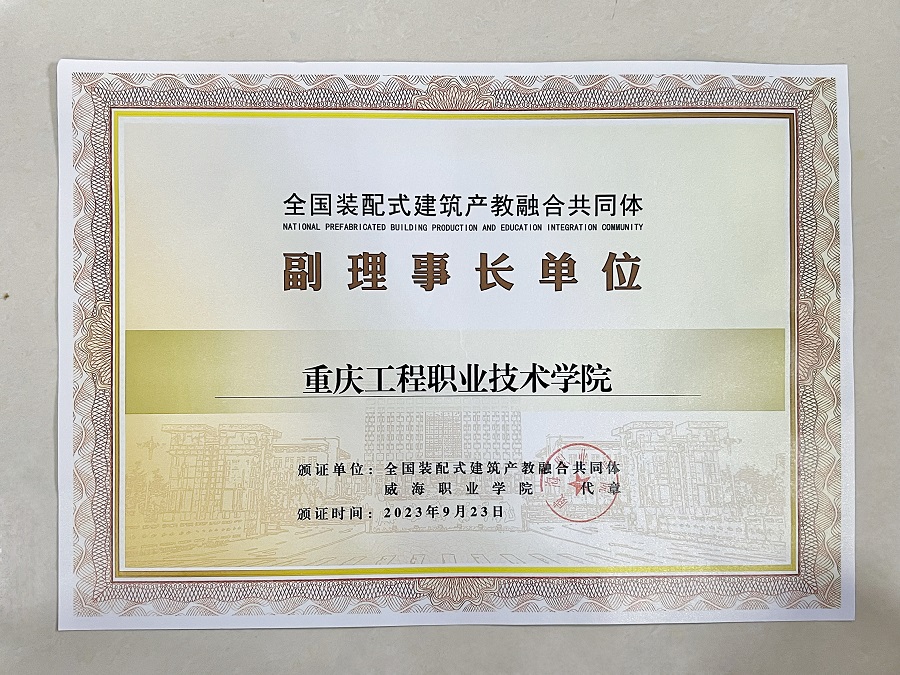 全国装配式建筑产教融合共同体
NATIONAL PREFABRICATED BUILDING PRODUCTION AND EDUCATION INTEGRATION COMMUNITY
副理事长单位
重庆工程职业技术学院
颁证单位：全国装配式建筑产教融合共同体
威海职业学院 代章
颁证时间：2023年9月23日